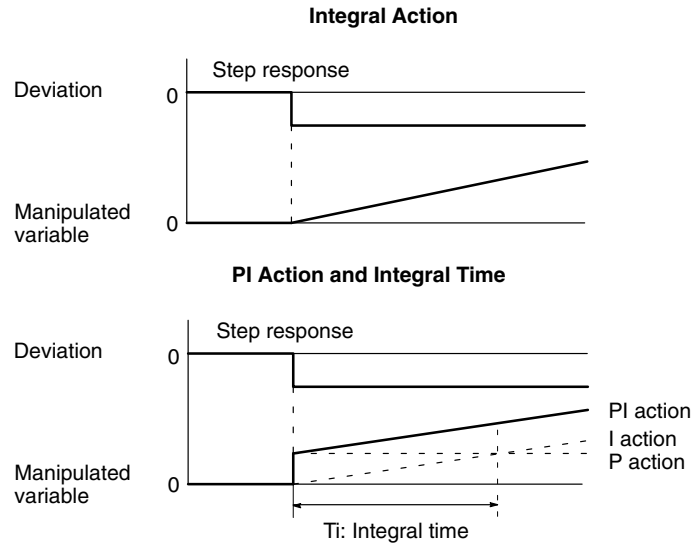 Integral Action
Step response
Deviation
0
Manipulated
variable
0
PI Action and Integral Time
Step response
Deviation
0
PI action
I action
P action
Manipulated
variable
0
Ti: Integral time